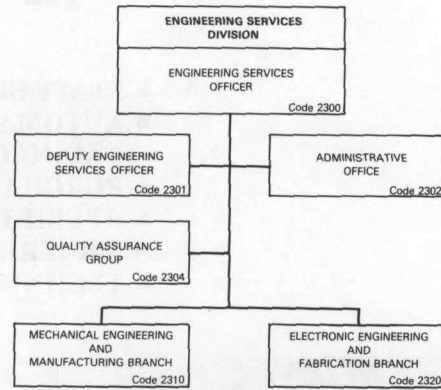 ENGINEERING SERVICES
DIVISION
ENGINEERING SERVICES
OFFICER
Code 2300
DEPUTY ENGINEERING
SERVICES OFFICER
Code 2301
ADMINISTRATIVE
OFFICE
Code 2302
QUALITY ASSURANCE
GROUP
Code 2304
MECHANICAL ENGINEERING
AND
MANUFACTURING BRANCH
Code 2310
ELECTRONIC ENGINEERING
AND
FABRICATION BRANCH
Code 2320